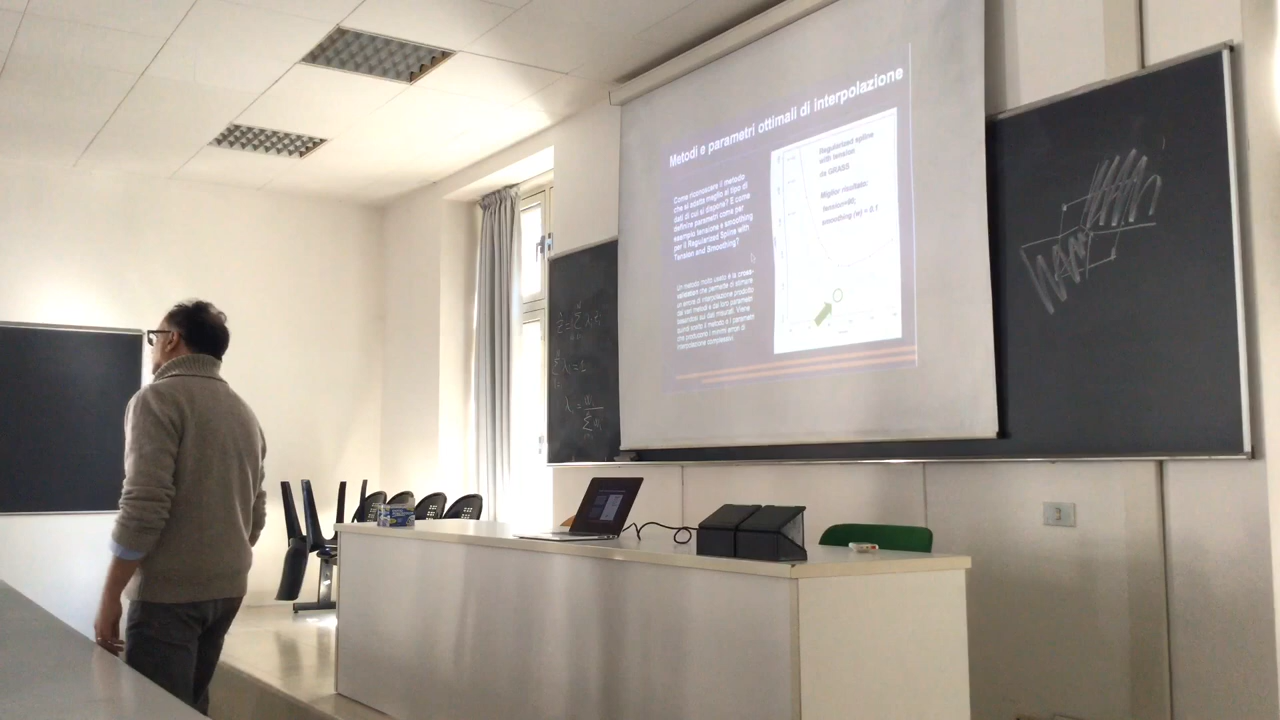 Metodi e parametri ottimali di interpolazione
Come riconoscere il metodo
che si adatta meglio al tipo di
dati di cui si dispone? E come
definire parametri come per
esempio tensione e smoothing
per il Regularized Spline with
Tension and Smoothing?
Un metodo molto usato è la cross-
validation che permette di stimare
un errore di interpolazione prodotto
dai vari metodi e dai loro parametri
basandosi sui dati misurati. Viene
quindi scelto il metodo e i parametri
che producono i minimi errori di
interpolazione complessivi.
Regularized spline
with tension
da GRASS
Miglior risultato:
tension=90;
smoothing (w) = 0.1